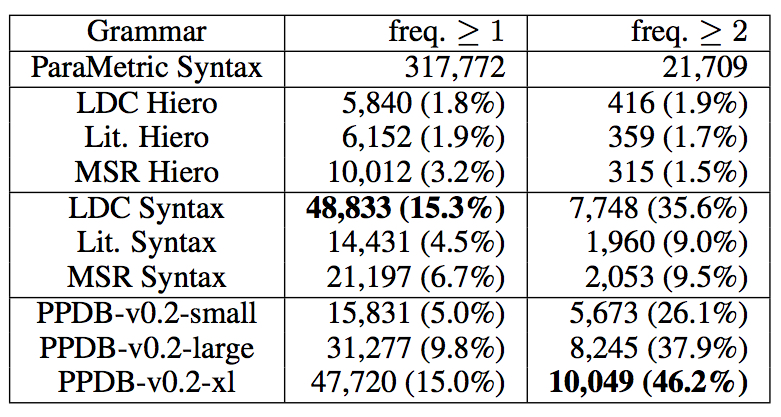 Grammar freq. ≥ 1 freq. ≥ 2
ParaMetric Syntax 317,772 21,709
LDC Hiero 5,840 (1.8%) 416 (1.9%)
Lit. Hiero 6,152 (1.9%) 359 (1.7%)
MSR Hiero 10,012 (3.2%) 315 (1.5%)
LDC Syntax 48,833 (15.3%) 7,748 (35.6%)
Lit. Syntax 14,431 (4.5%) 1,960 (9.0%)
MSR Syntax 21,197 (6.7%) 2,053 (9.5%)
PPDB-v0.2-small 15,831 (5.0%) 5,673 (26.1%)
PPDB-v0.2-large 31,277 (9.8%) 8,245 (37.9%)
PPDB-v0.2-xl 47,720 (15.0%) 10,049 (46.2%)